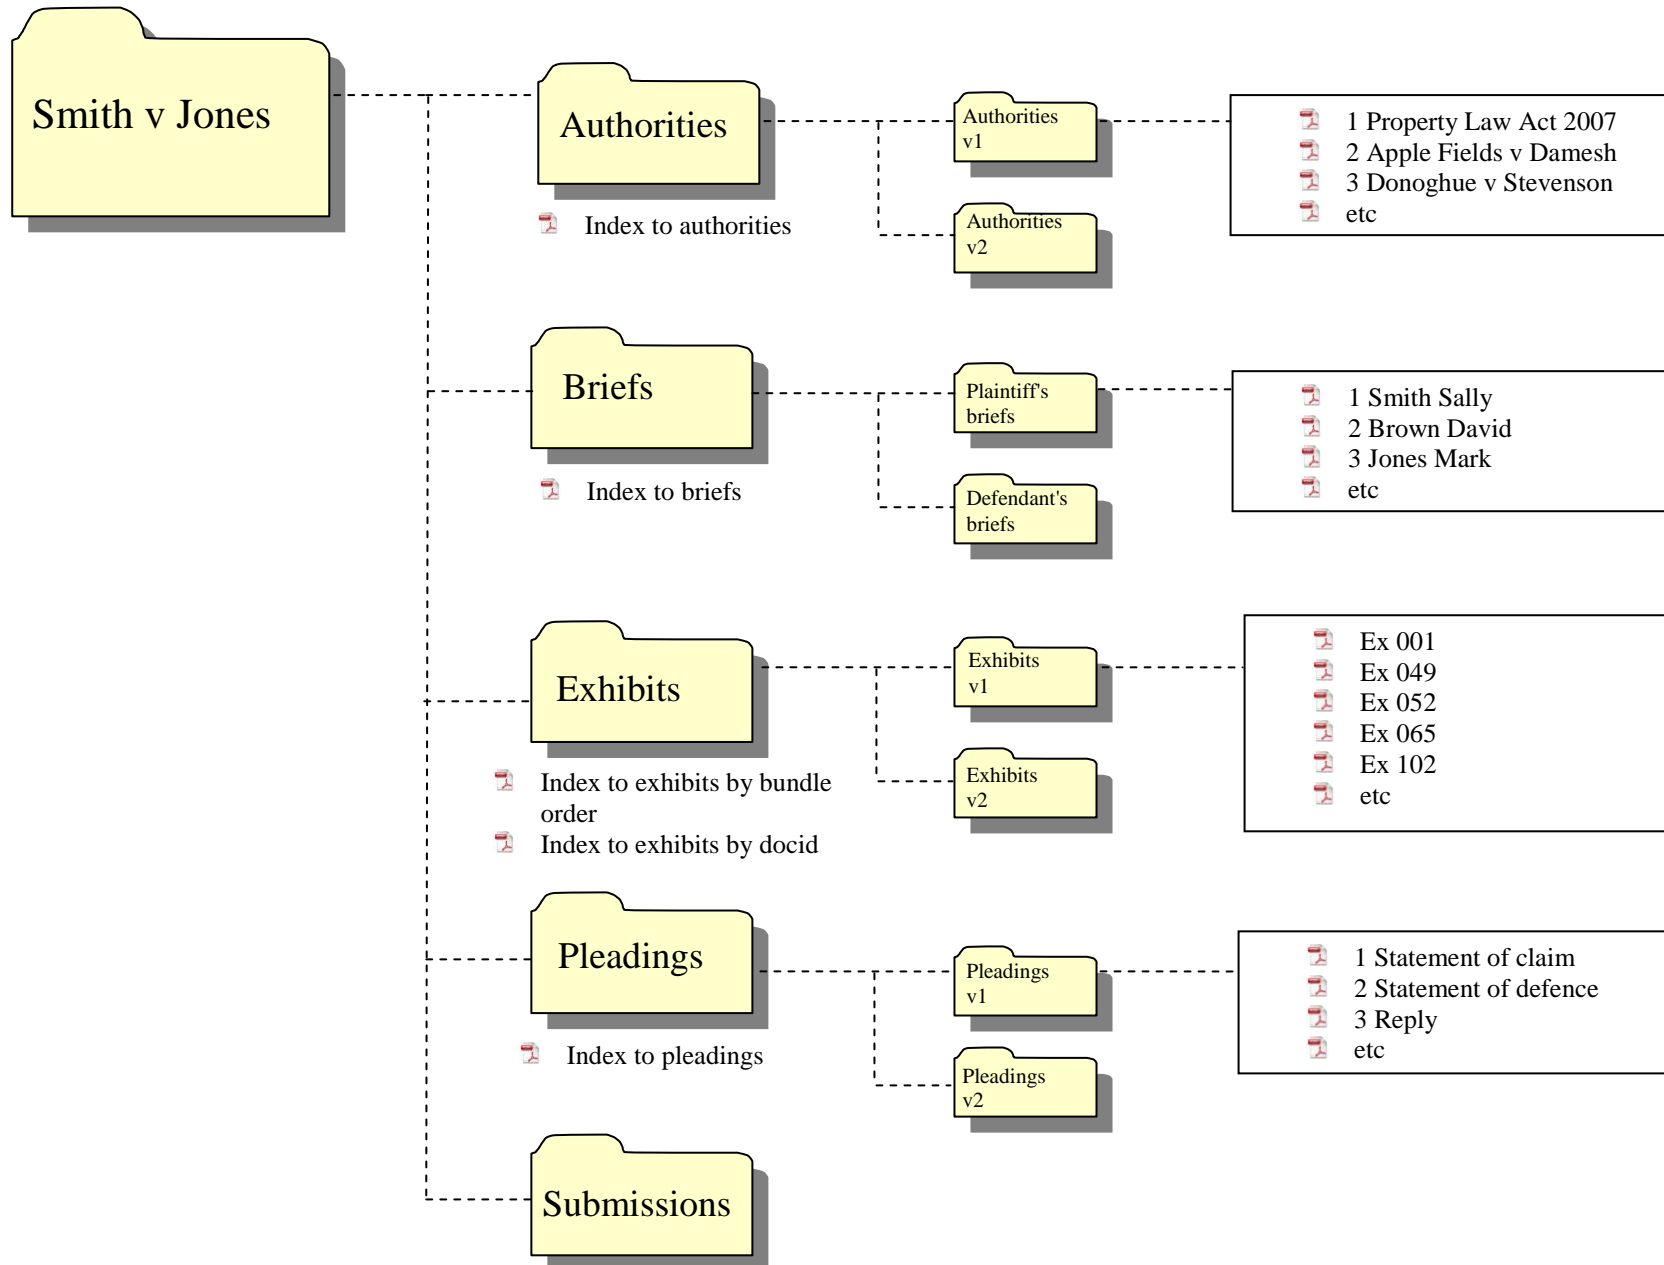 Smith v Jones
Authorities
Index to authorities
Authorities
v1
Authorities
v2
1 Property Law Act 2007
2 Apple Fields v Damesh
3 Donoghue v Stevenson
etc
Briefs
Index to briefs
Plaintiff's
briefs
Defendant's
briefs
1 Smith Sally
2 Brown David
3 Jones Mark
etc
Exhibits
Index to exhibits by bundle
order
Index to exhibits by docid
Exhibits
v1
Exhibits
v2
Ex 001
Ex 049
Ex 052
Ex 065
Ex 102
etc
Pleadings
Index to pleadings
Pleadings
v1
Pleadings
v2
1 Statement of claim
2 Statement of defence
3 Reply
etc
Submissions